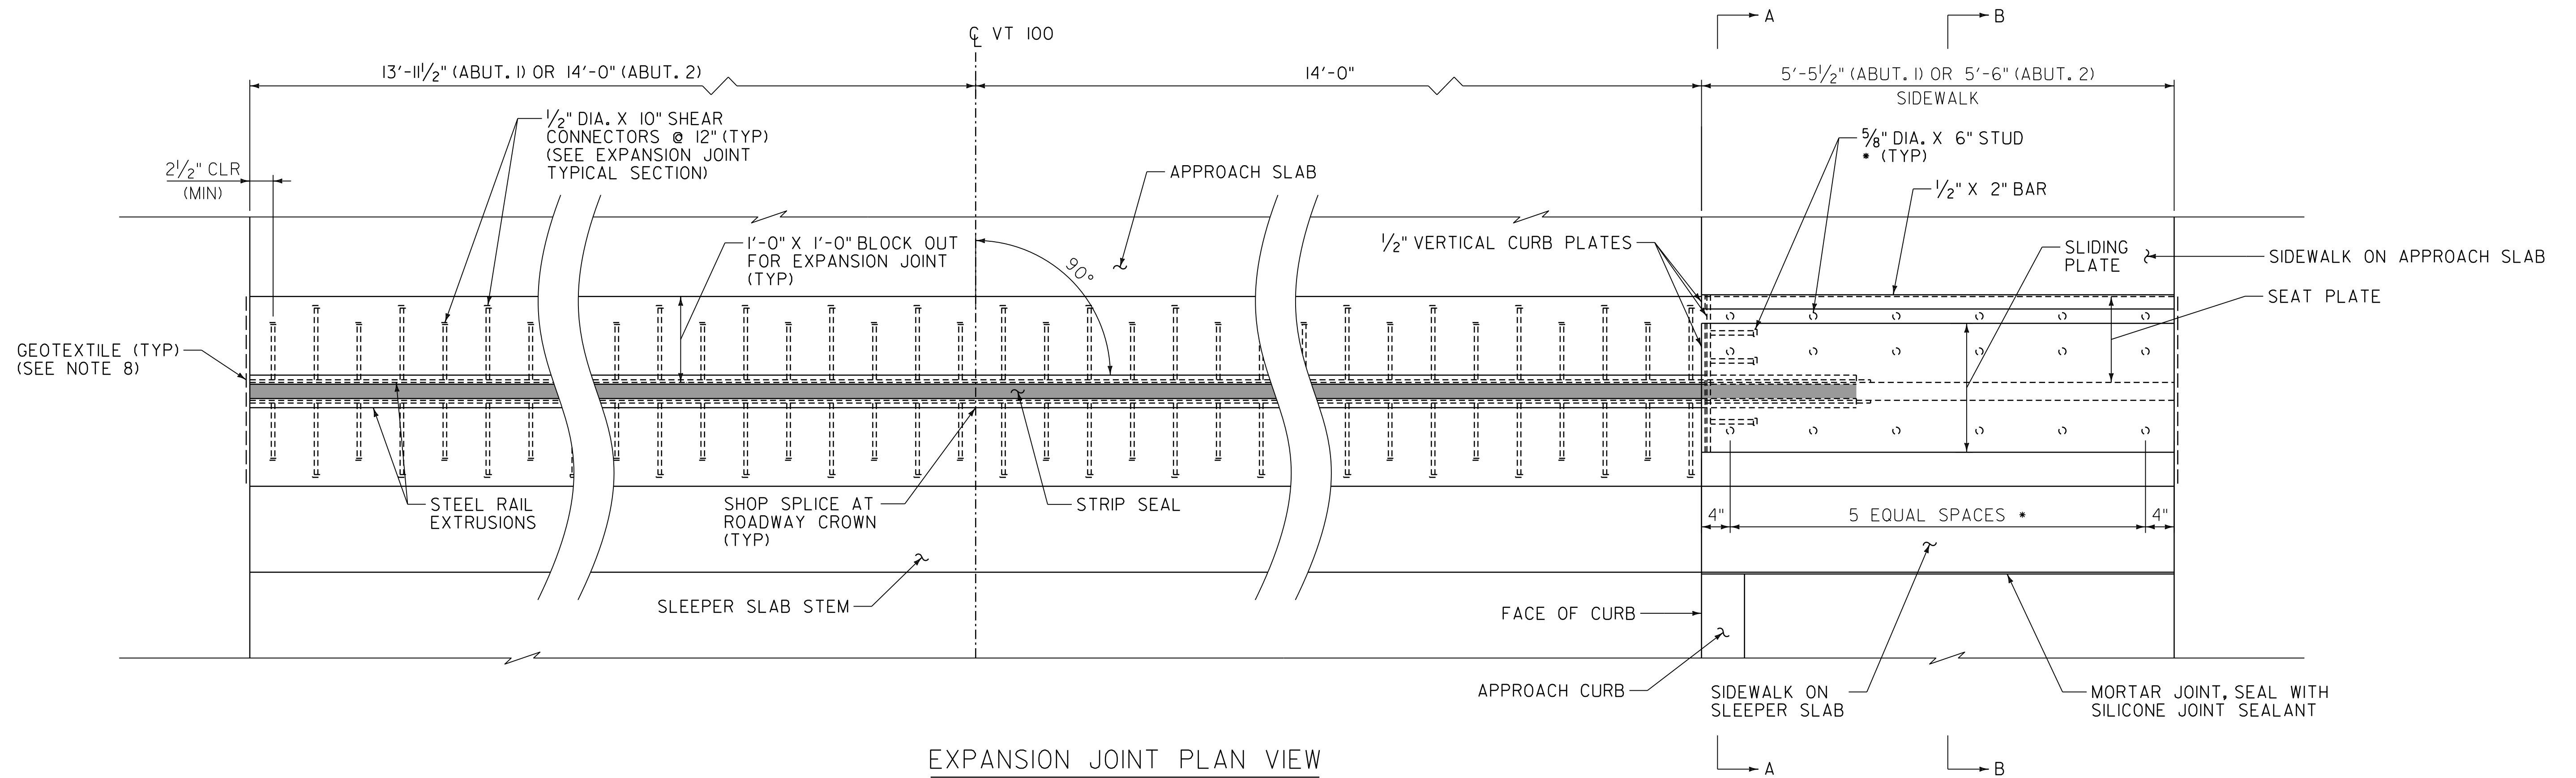 A
B
℄ VT 100
13'-11½" (ABUT. 1) OR 14'-0" (ABUT. 2)
14'-0"
5'-5½" (ABUT. 1) OR 5'-6" (ABUT. 2)
SIDEWALK
½" DIA. X 10" SHEAR
CONNECTORS @ 12" (TYP)
(SEE EXPANSION JOINT
TYPICAL SECTION)
⅝" DIA. X 6" STUD
* (TYP)
2½" CLR
(MIN)
APPROACH SLAB
½" X 2" BAR
1'-0" X 1'-0" BLOCK OUT
FOR EXPANSION JOINT
(TYP)
90°
½" VERTICAL CURB PLATES
SLIDING
PLATE
SIDEWALK ON APPROACH SLAB
SEAT PLATE
GEOTEXTILE (TYP)
(SEE NOTE 8)
STEEL RAIL
EXTRUSIONS
SHOP SPLICE AT
ROADWAY CROWN
(TYP)
STRIP SEAL
4"
5 EQUAL SPACES *
4"
SLEEPER SLAB STEM
FACE OF CURB
APPROACH CURB
SIDEWALK ON
SLEEPER SLAB
MORTAR JOINT, SEAL WITH
SILICONE JOINT SEALANT
EXPANSION JOINT PLAN VIEW
A
B